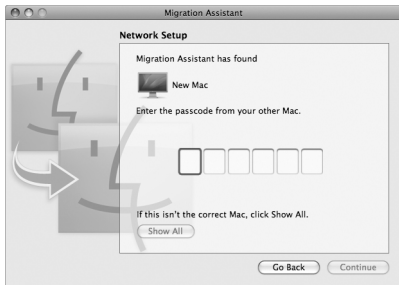 Migration Assistant
Network Setup
Migration Assistant has found
New Mac
Enter the passcode from your other Mac.
If this isn't the correct Mac, click Show All.
Show All
Go Back
Continue